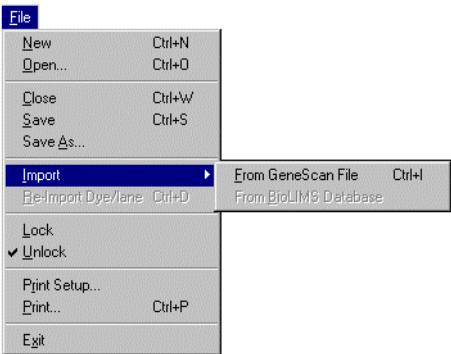 File
New Ctrl+N
Open... Ctrl+O
Close Ctrl+W
Save Ctrl+S
Save As...
Import From GeneScan File Ctrl+I
Re-Import Dye/lane Ctrl+D From BioLIMS Database
Lock
Unlock
Print Setup...
Print... Ctrl+P
Exit